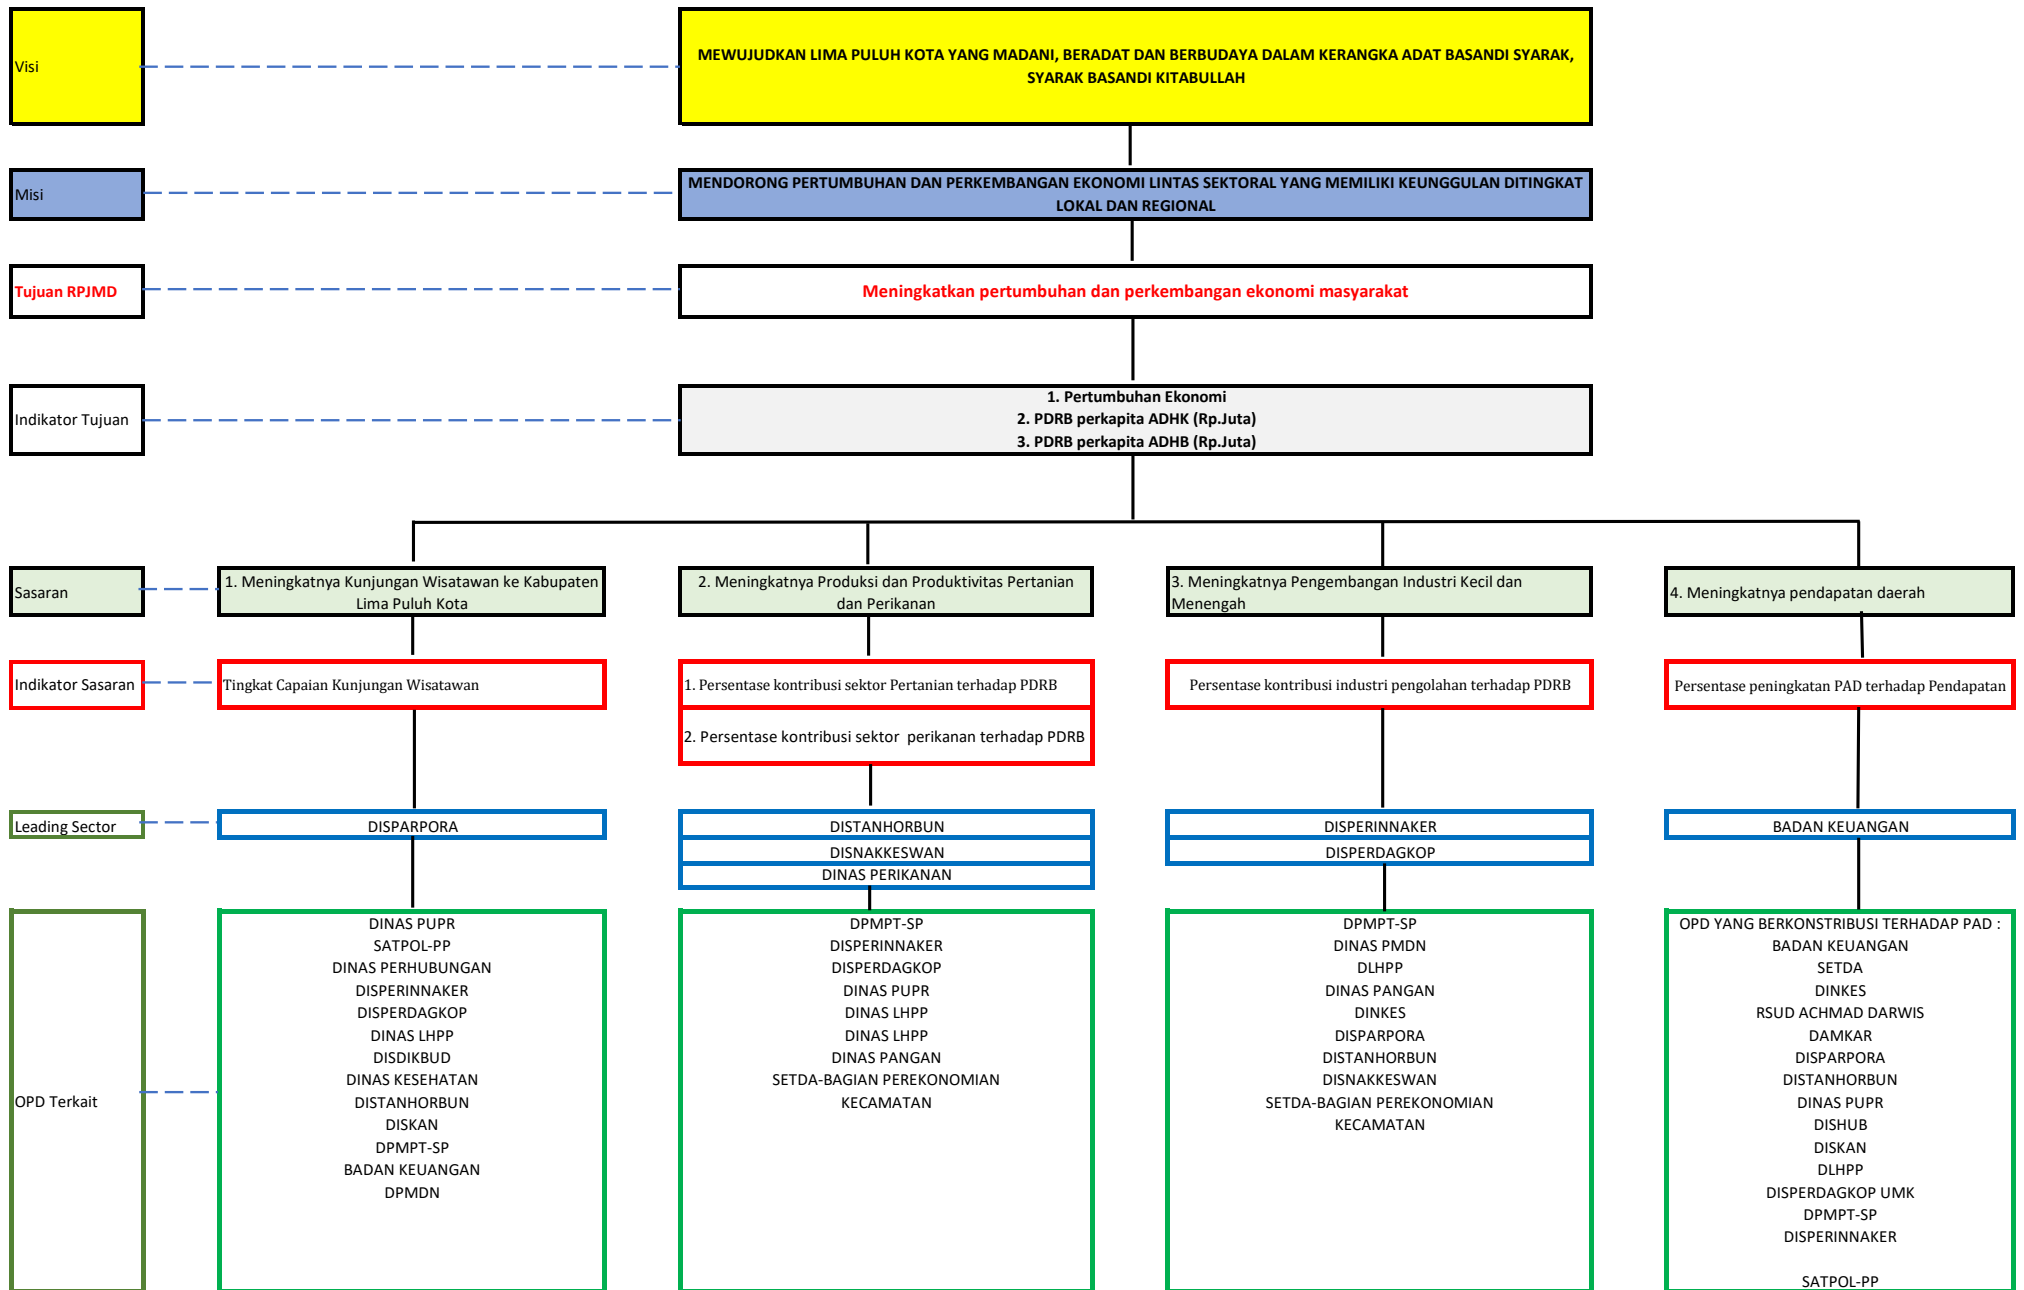 Visi
MEWUJUDKAN LIMA PULUH KOTA YANG MADANI, BERADAT DAN BERBUDAYA DALAM KERANGKA ADAT BASANDI SYARAK,
SYARAK BASANDI KITABULLAH
Misi
MENDORONG PERTUMBUHAN DAN PERKEMBANGAN EKONOMI LINTAS SEKTORAL YANG MEMILIKI KEUNGGULAN DITINGKAT
LOKAL DAN REGIONAL
Tujuan RPJMD
Meningkatkan pertumbuhan dan perkembangan ekonomi masyarakat
Indikator Tujuan
1. Pertumbuhan Ekonomi
2. PDRB perkapita ADHK (Rp.Juta)
3. PDRB perkapita ADHB (Rp.Juta)
Sasaran
1. Meningkatnya Kunjungan Wisatawan ke Kabupaten
Lima Puluh Kota
2. Meningkatnya Produksi dan Produktivitas Pertanian
dan Perikanan
3. Meningkatnya Pengembangan Industri Kecil dan
Menengah
4. Meningkatnya pendapatan daerah
Indikator Sasaran
Tingkat Capaian Kunjungan Wisatawan
1. Persentase kontribusi sektor Pertanian terhadap PDRB
2. Persentase kontribusi sektor  perikanan terhadap PDRB
Persentase kontribusi industri pengolahan terhadap PDRB
Persentase peningkatan PAD terhadap Pendapatan
Leading Sector
DISPARPORA
DISTANHORBUN
DISNAKKESWAN
DINAS PERIKANAN
DISPERINNAKER
DISPERDAGKOP
BADAN KEUANGAN
OPD Terkait
DINAS PUPR
SATPOL-PP
DINAS PERHUBUNGAN
DISPERINNAKER
DISPERDAGKOP
DINAS LHPP
DISDIKBUD
DINAS KESEHATAN
DISTANHORBUN
DISKAN
DPMPT-SP
BADAN KEUANGAN
DPMDN
DPMPT-SP
DISPERINNAKER
DISPERDAGKOP
DINAS PUPR
DINAS LHPP
DINAS LHPP
DINAS PANGAN
SETDA-BAGIAN PEREKONOMIAN
KECAMATAN
DPMPT-SP
DINAS PMDN
DLHPP
DINAS PANGAN
DINKES
DISPARPORA
DISTANHORBUN
DISNAKKESWAN
SETDA-BAGIAN PEREKONOMIAN
KECAMATAN
OPD YANG BERKONSTRIBUSI TERHADAP PAD :
BADAN KEUANGAN
SETDA
DINKES
RSUD ACHMAD DARWIS
DAMKAR
DISPARPORA
DISTANHORBUN
DINAS PUPR
DISHUB
DISKAN
DLHPP
DISPERDAGKOP UMK
DPMPT-SP
DISPERINNAKER
SATPOL-PP